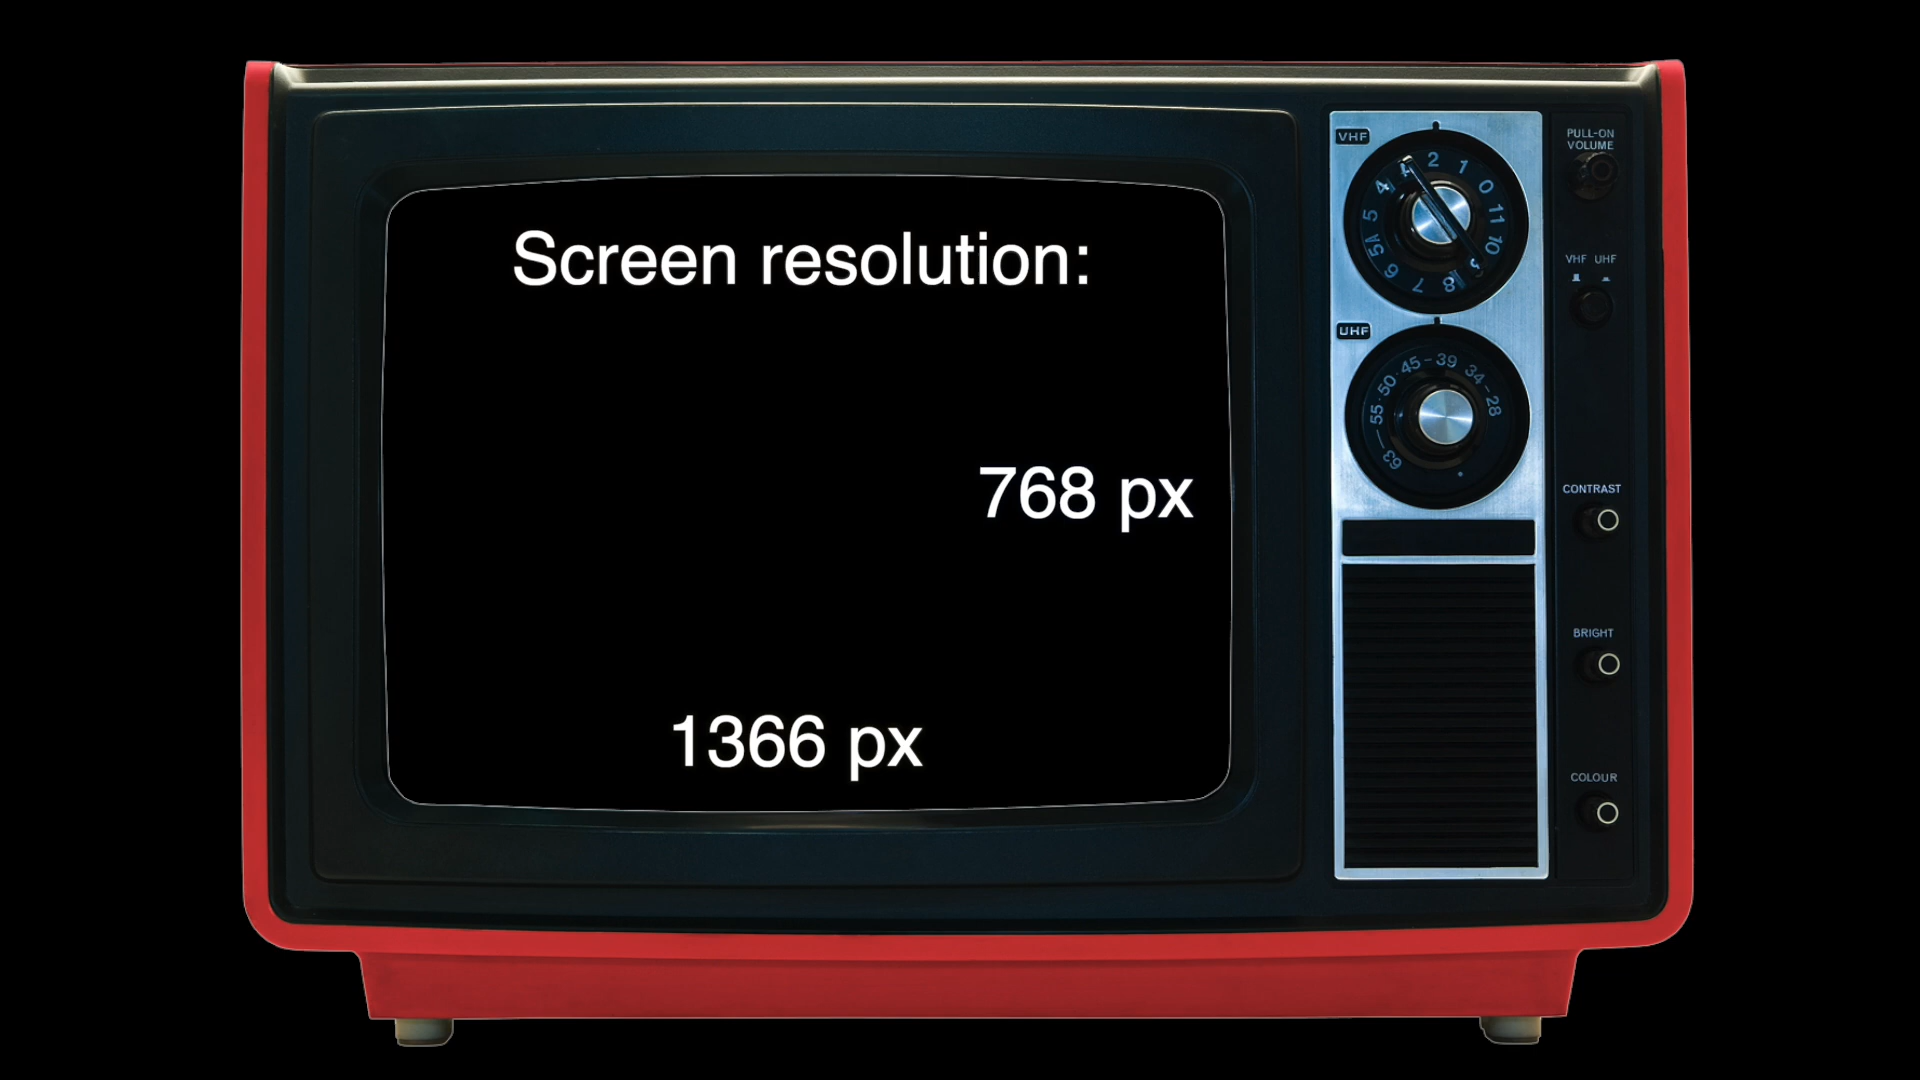 Screen resolution:
768 px
1366 px
VHF
2 1 0 11 10
8 7 6 5A 5 4
UHF
63 55 50 45 39 34 28
PULL-ON
VOLUME
VHF UHF
CONTRAST
BRIGHT
COLOUR